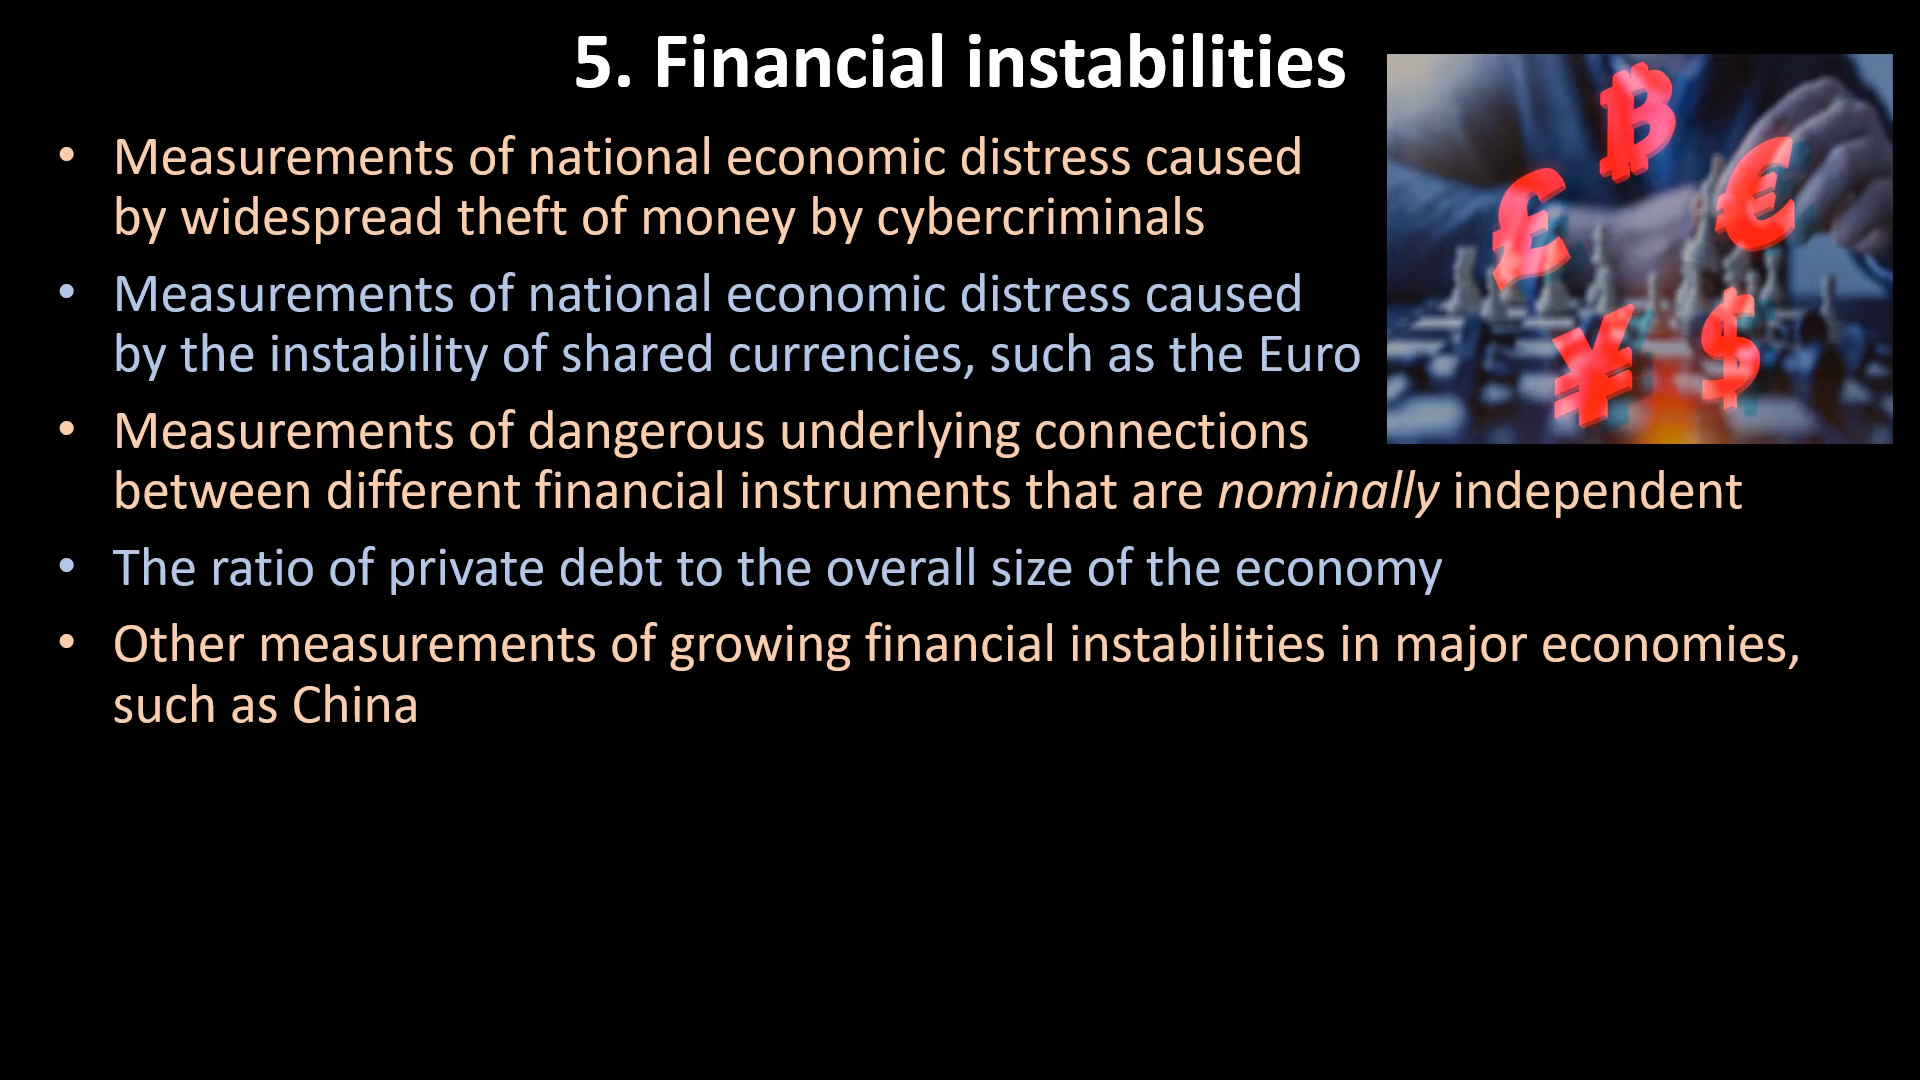 5. Financial instabilities
• Measurements of national economic distress caused
by widespread theft of money by cybercriminals
• Measurements of national economic distress caused
by the instability of shared currencies, such as the Euro
• Measurements of dangerous underlying connections
between different financial instruments that are nominally independent
• The ratio of private debt to the overall size of the economy
• Other measurements of growing financial instabilities in major economies,
such as China
₿
£ €
¥ $